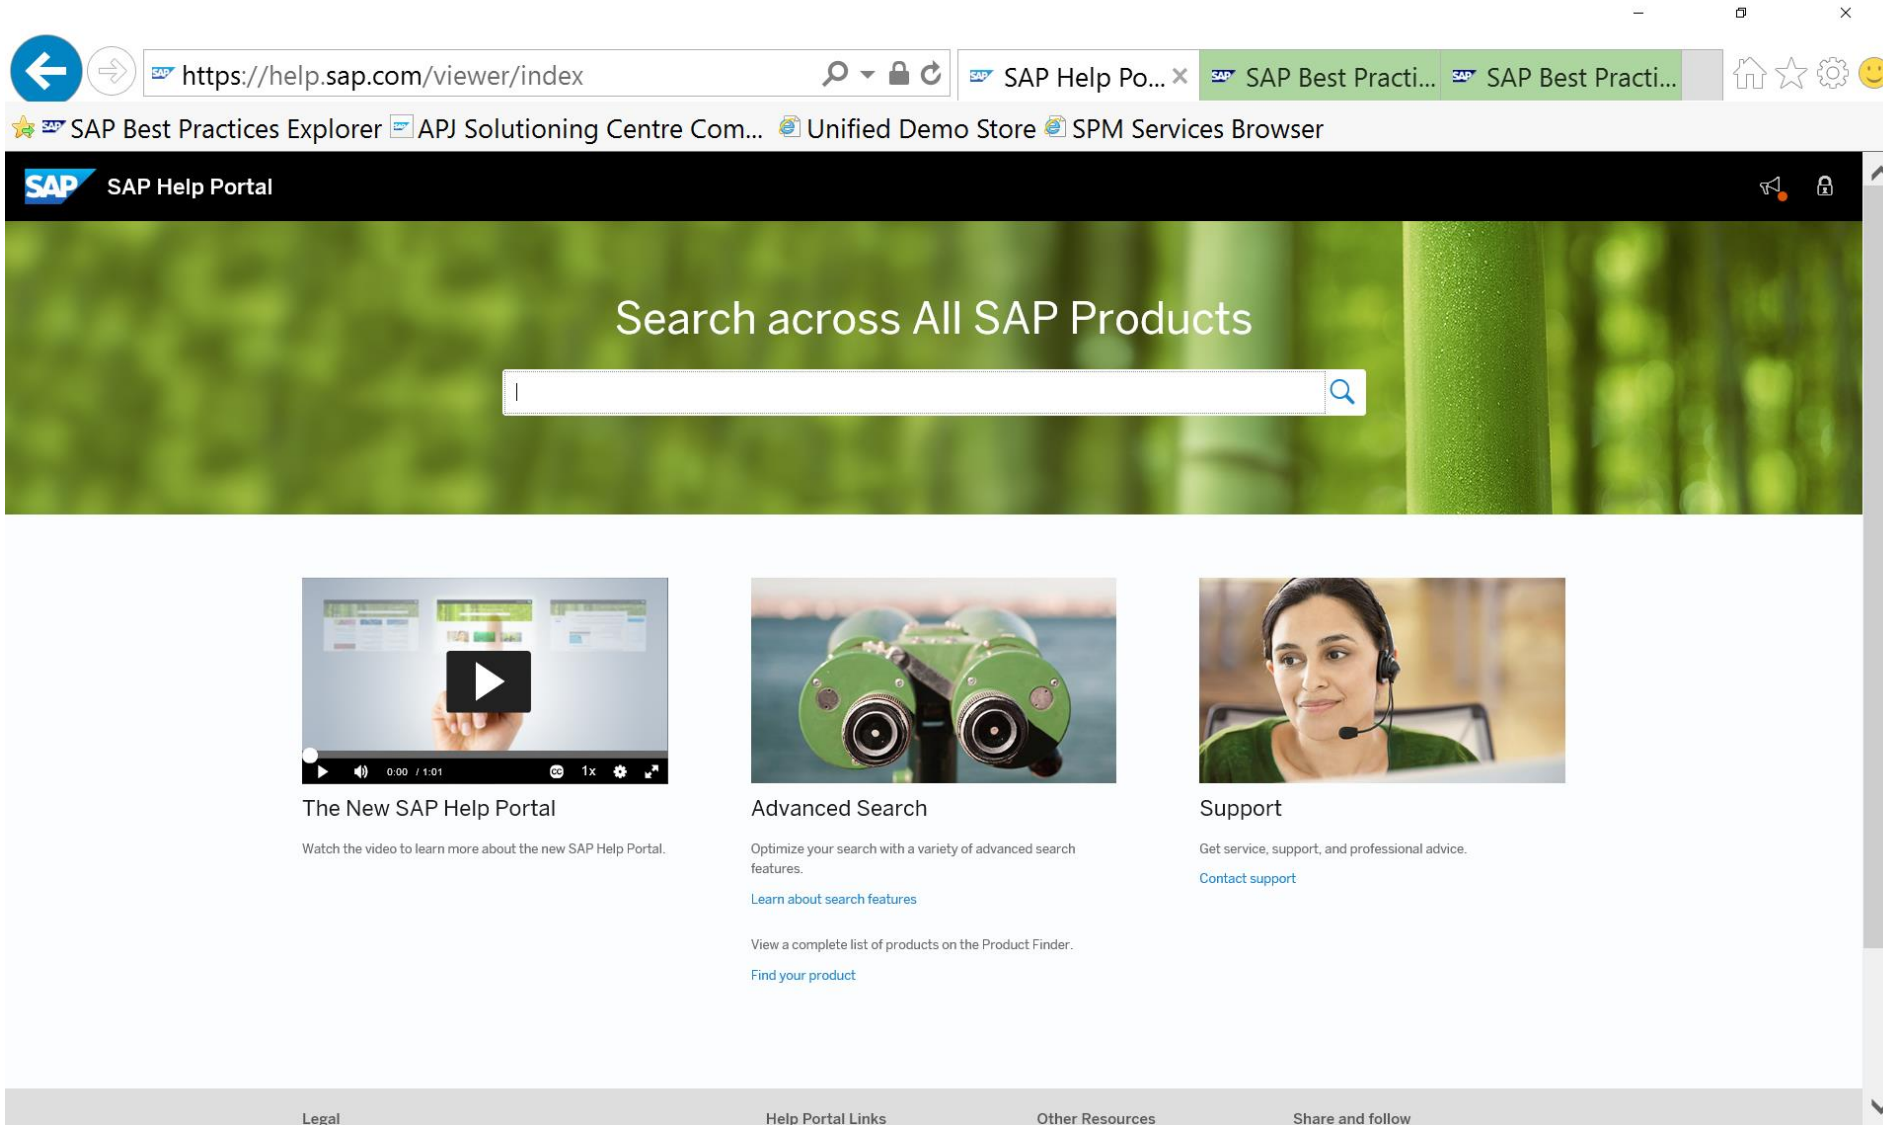 https://help.sap.com/viewer/index
SAP Help Po...
SAP Best Practi...
SAP Best Practi...
SAP Best Practices Explorer
APJ Solutioning Centre Com...
Unified Demo Store
SPM Services Browser
SAP
SAP Help Portal
Search across All SAP Products
0:00 / 1:01
CC
1x
The New SAP Help Portal
Watch the video to learn more about the new SAP Help Portal.
Advanced Search
Optimize your search with a variety of advanced search
features.
Learn about search features
View a complete list of products on the Product Finder.
Find your product
Support
Get service, support, and professional advice.
Contact support
Legal
Help Portal Links
Other Resources
Share and follow